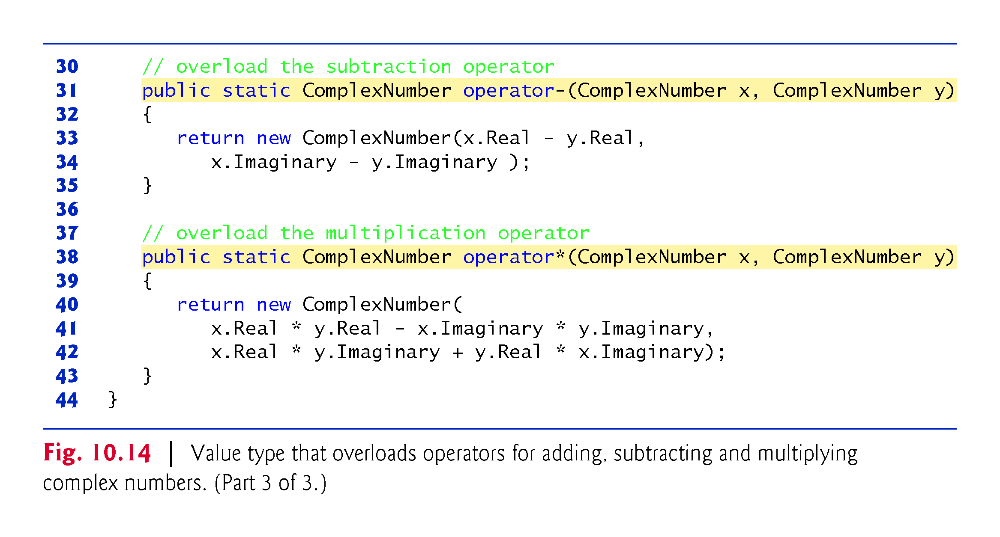 30 // overload the subtraction operator
31 public static ComplexNumber operator-(ComplexNumber x, ComplexNumber y)
32 {
33 return new ComplexNumber(x.Real - y.Real,
34 x.Imaginary - y.Imaginary );
35 }
36
37 // overload the multiplication operator
38 public static ComplexNumber operator*(ComplexNumber x, ComplexNumber y)
39 {
40 return new ComplexNumber(
41 x.Real * y.Real - x.Imaginary * y.Imaginary,
42 x.Real * y.Imaginary + y.Real * x.Imaginary);
43 }
44 }
Fig. 10.14 | Value type that overloads operators for adding, subtracting and multiplying
complex numbers. (Part 3 of 3.)